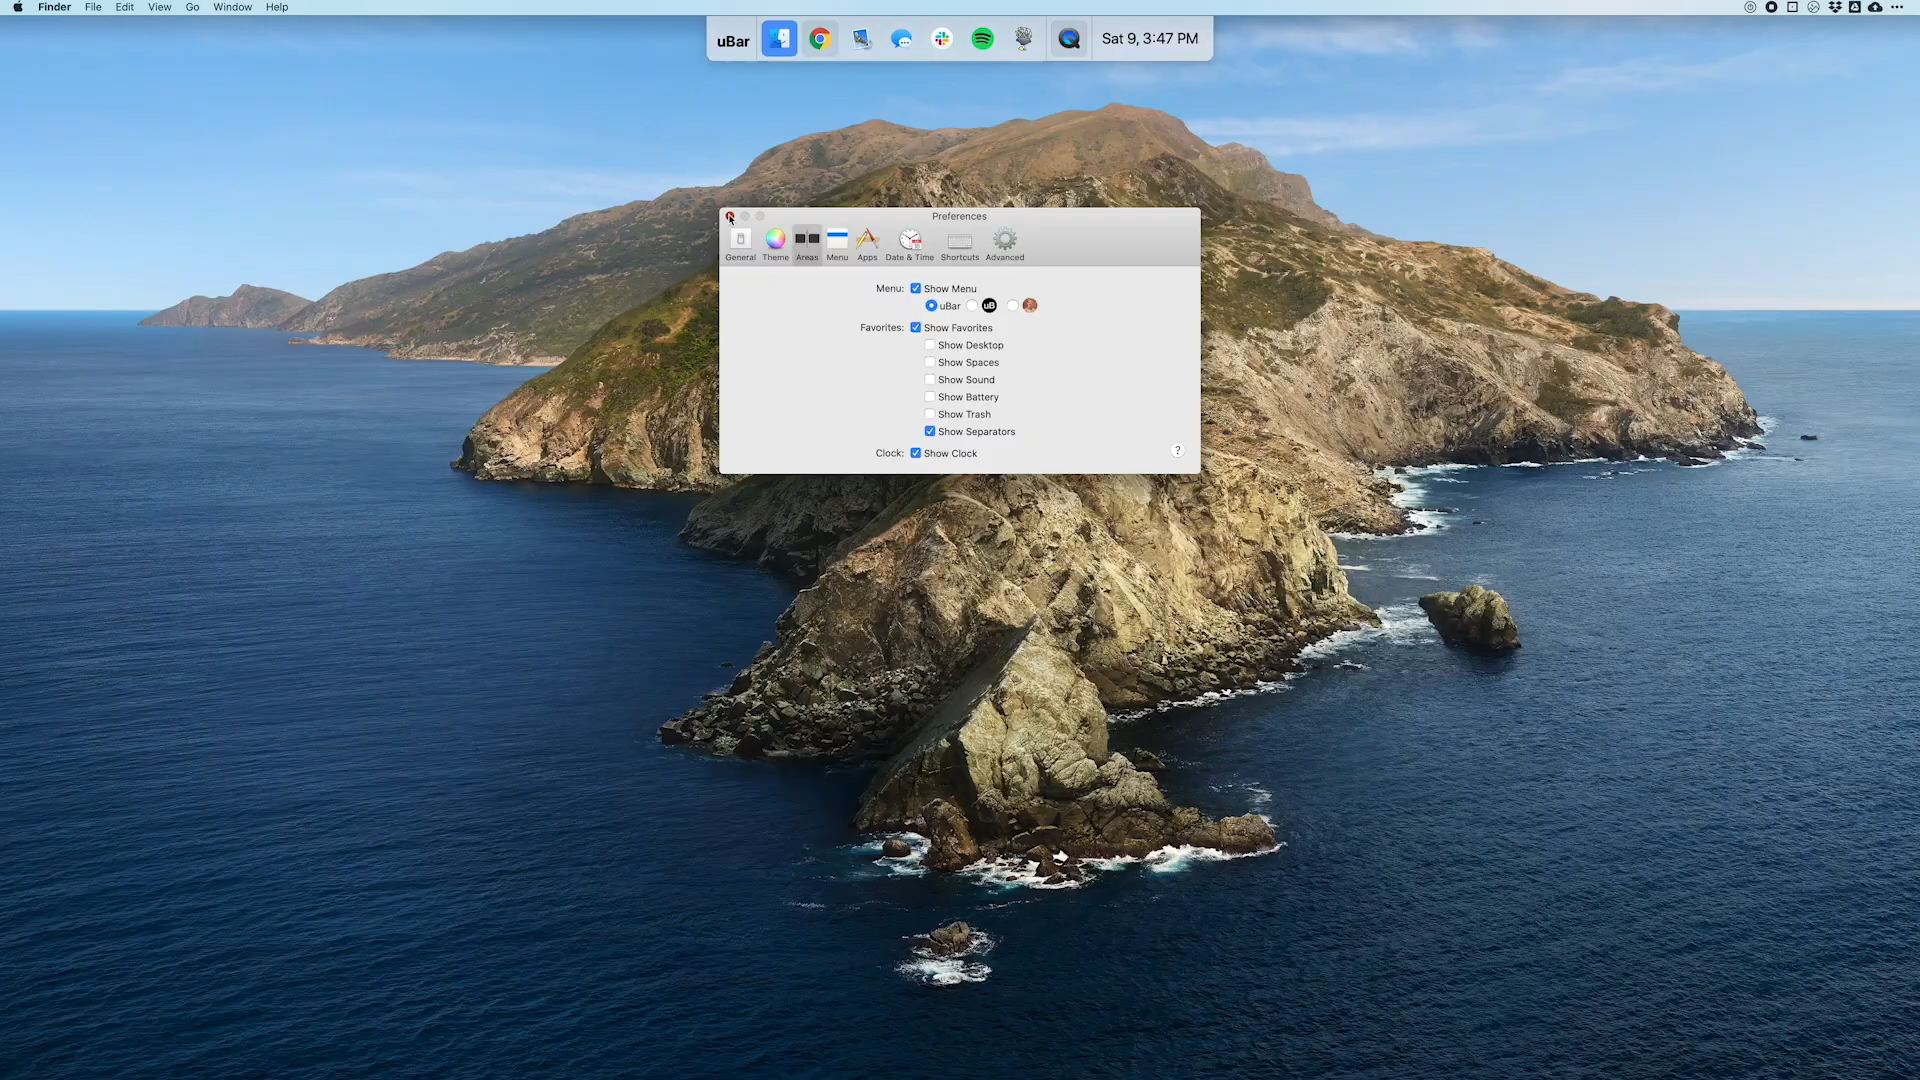 Finder File Edit View Go Window Help
uBar Sat 9, 3:47 PM
Preferences
General Theme Areas Menu Apps Date & Time Shortcuts Advanced
Menu: Show Menu
uBar uB
Favorites: Show Favorites
Show Desktop
Show Spaces
Show Sound
Show Battery
Show Trash
Show Separators
Clock: Show Clock ?